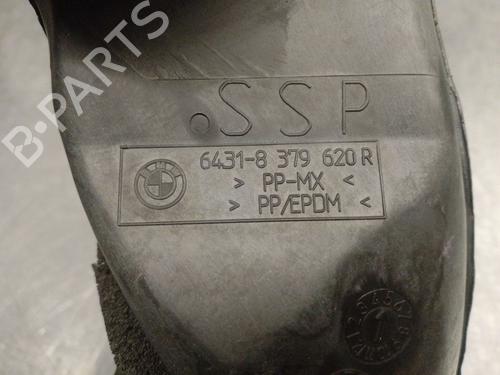 B-PARTS
.SSP
6431-8 379 620 R
> PP-MX <
> PP/EPDM <